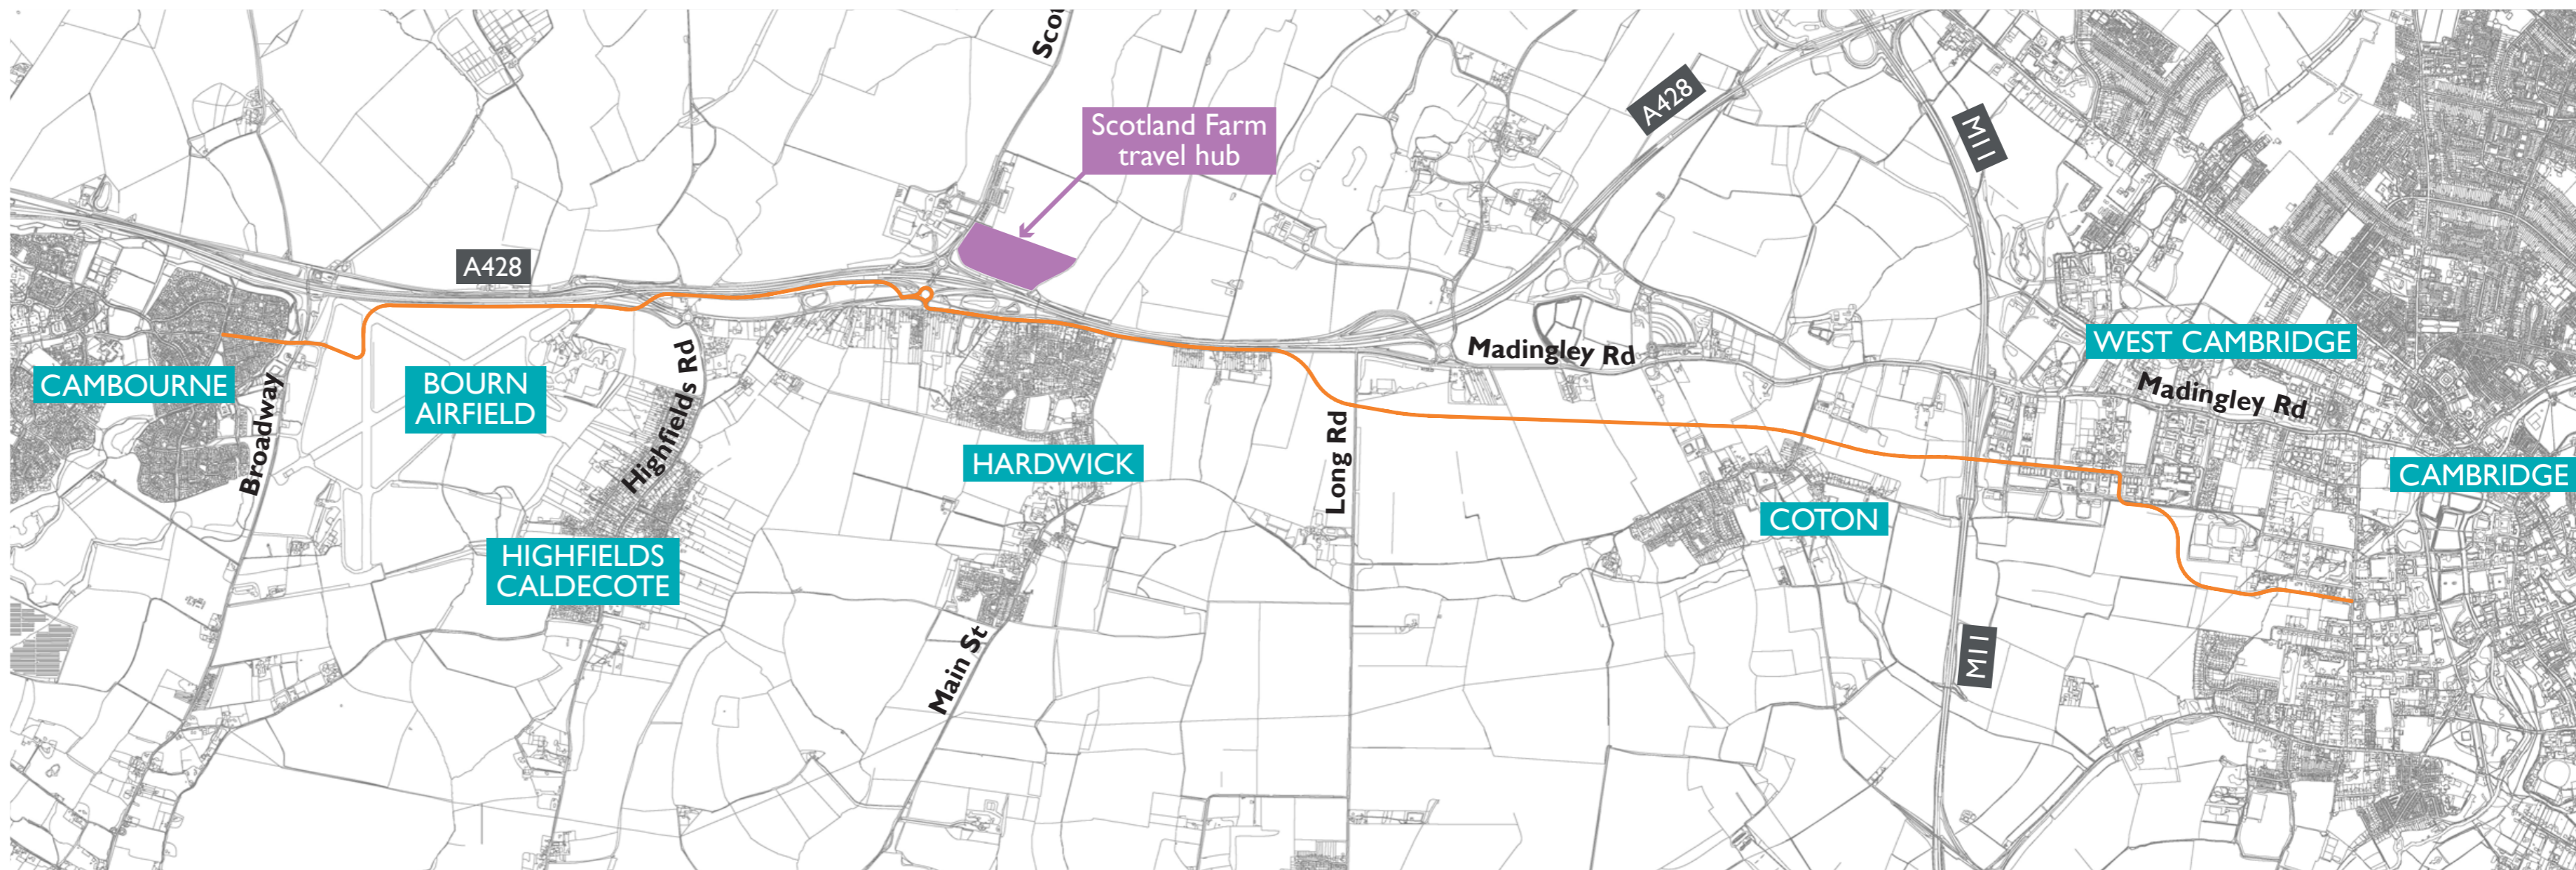 Scot
Scotland Farm
travel hub
A428
M11
A428
Madingley Rd
WEST CAMBRIDGE
Madingley Rd
CAMBOURNE
BOURN
AIRFIELD
Broadway
Highfields Rd
HARDWICK
Long Rd
CAMBRIDGE
COTON
HIGHFIELDS
CALDECOTE
Main St
M11